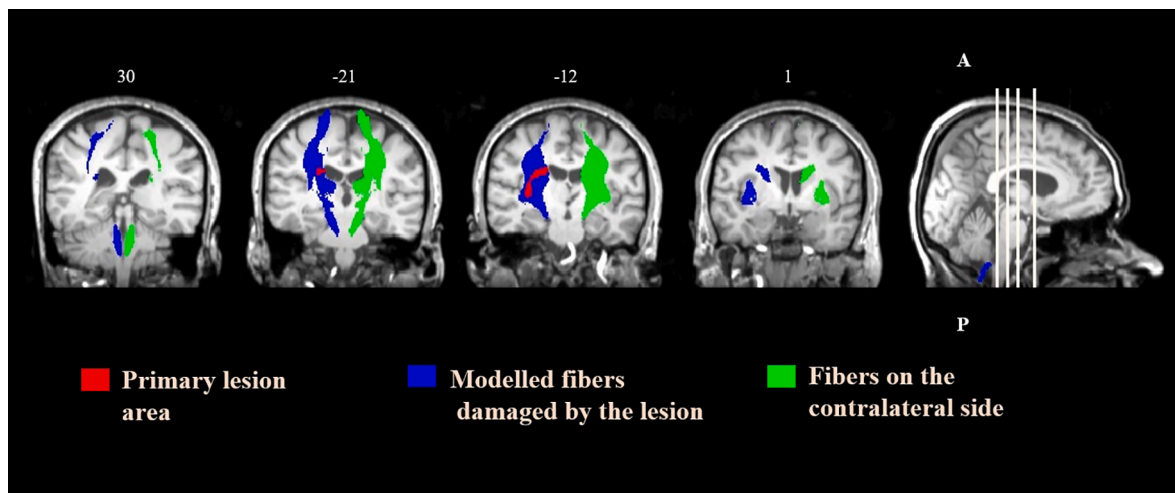 30
-21
-12
1
A
P
Primary lesion
area
Modelled fibers
damaged by the lesion
Fibers on the
contralateral side